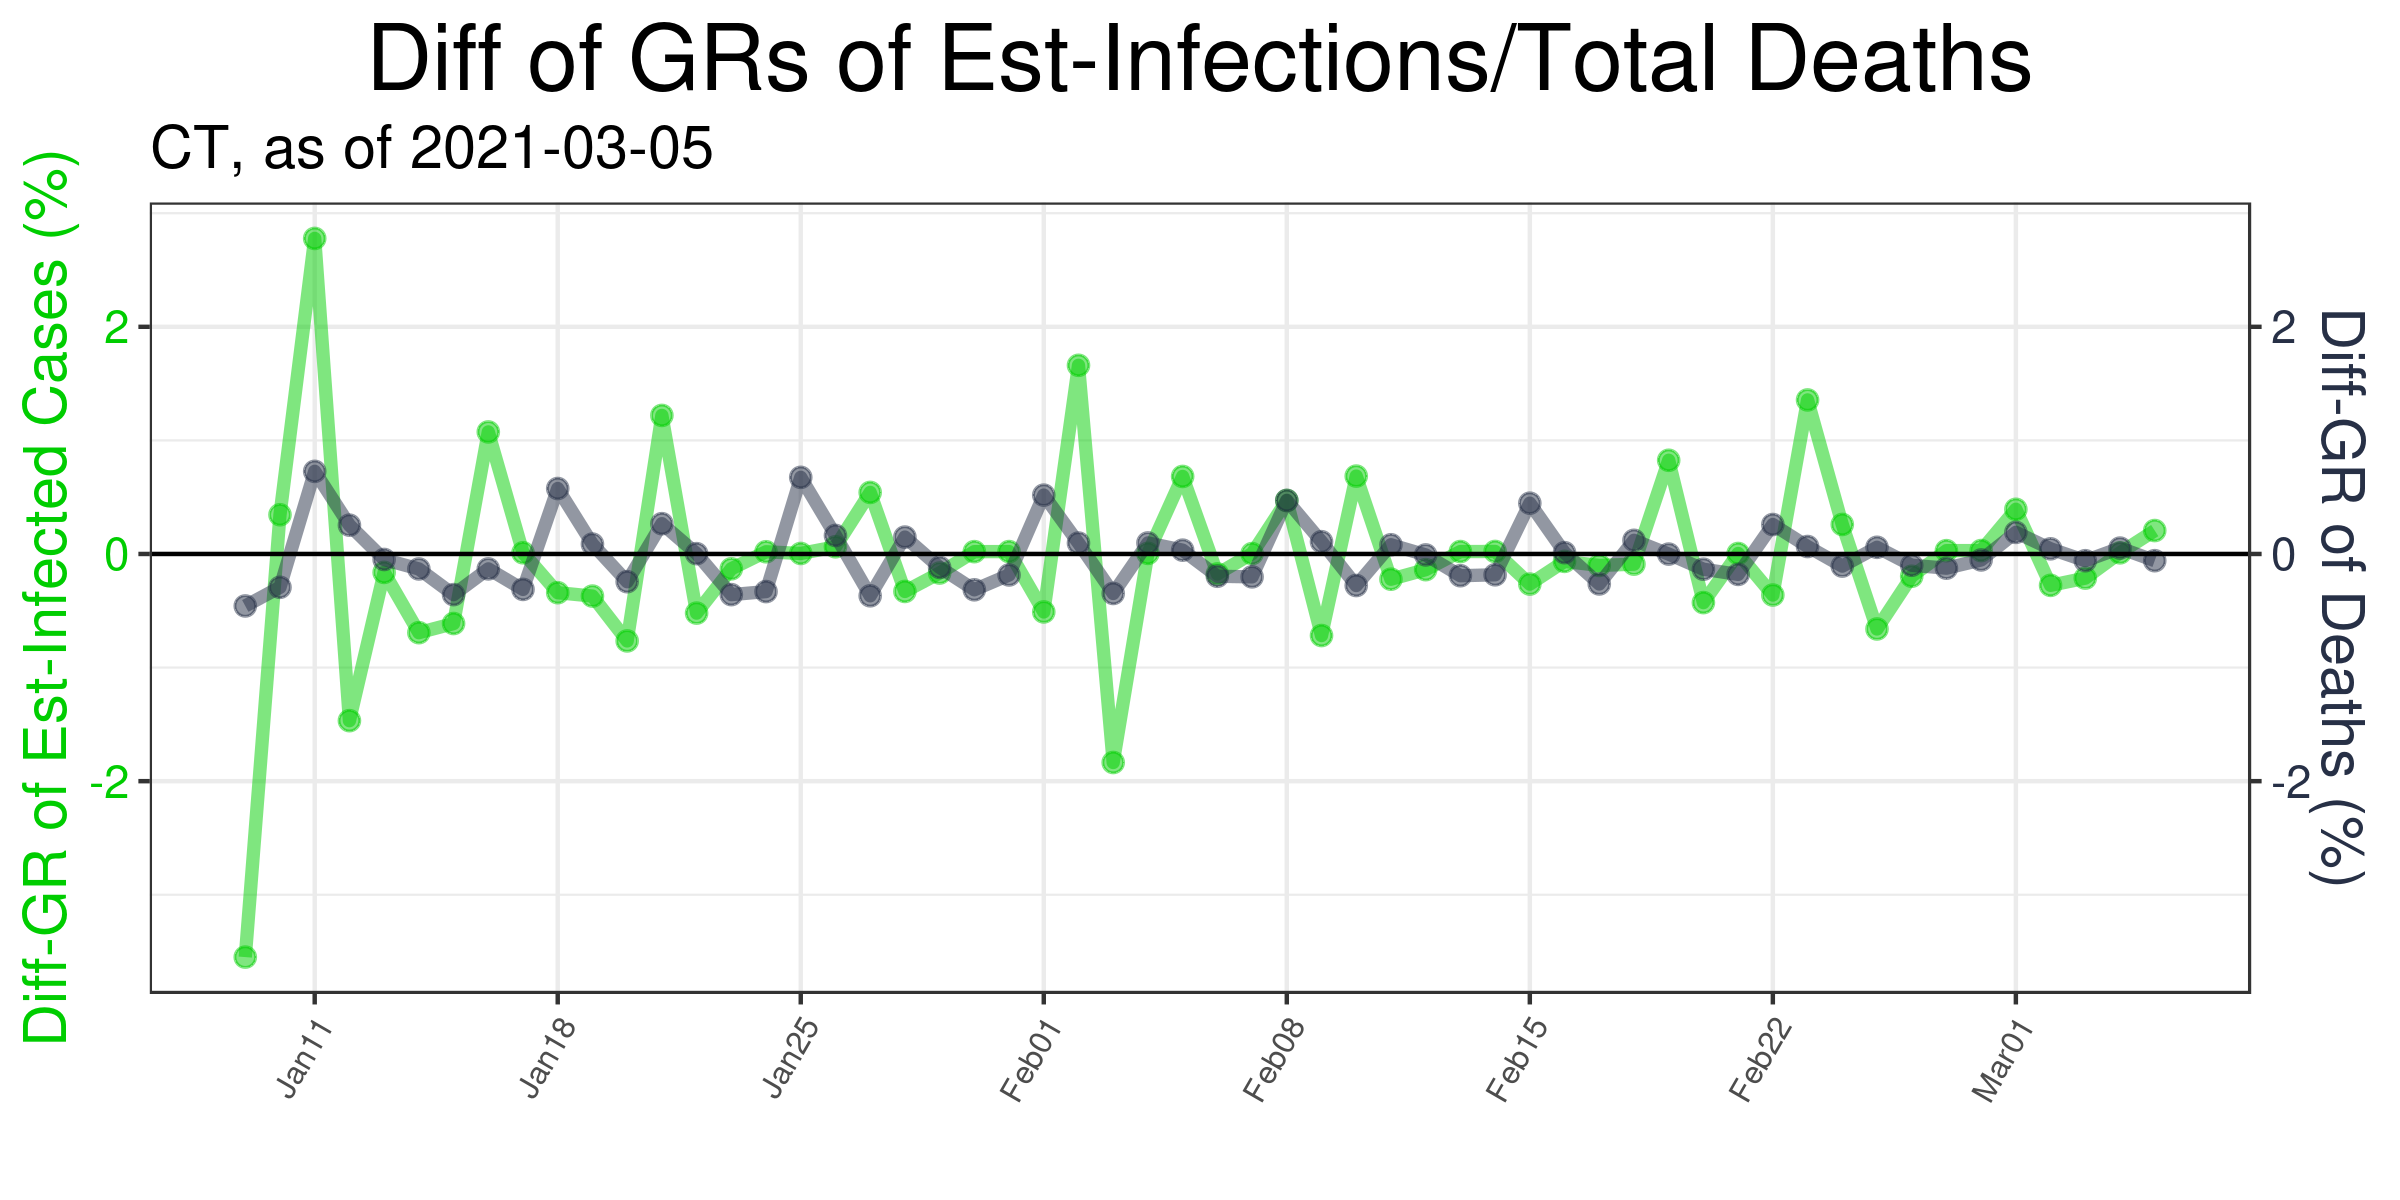 Diff of GRs of Est-Infections/Total Deaths
CT, as of 2021-03-05
Diff-GR of Est-Infected Cases (%)
2
0
-2
2
0
-2
Diff-GR of Deaths (%)
Jan11
Jan18
Jan25
Feb01
Feb08
Feb15
Feb22
Mar01